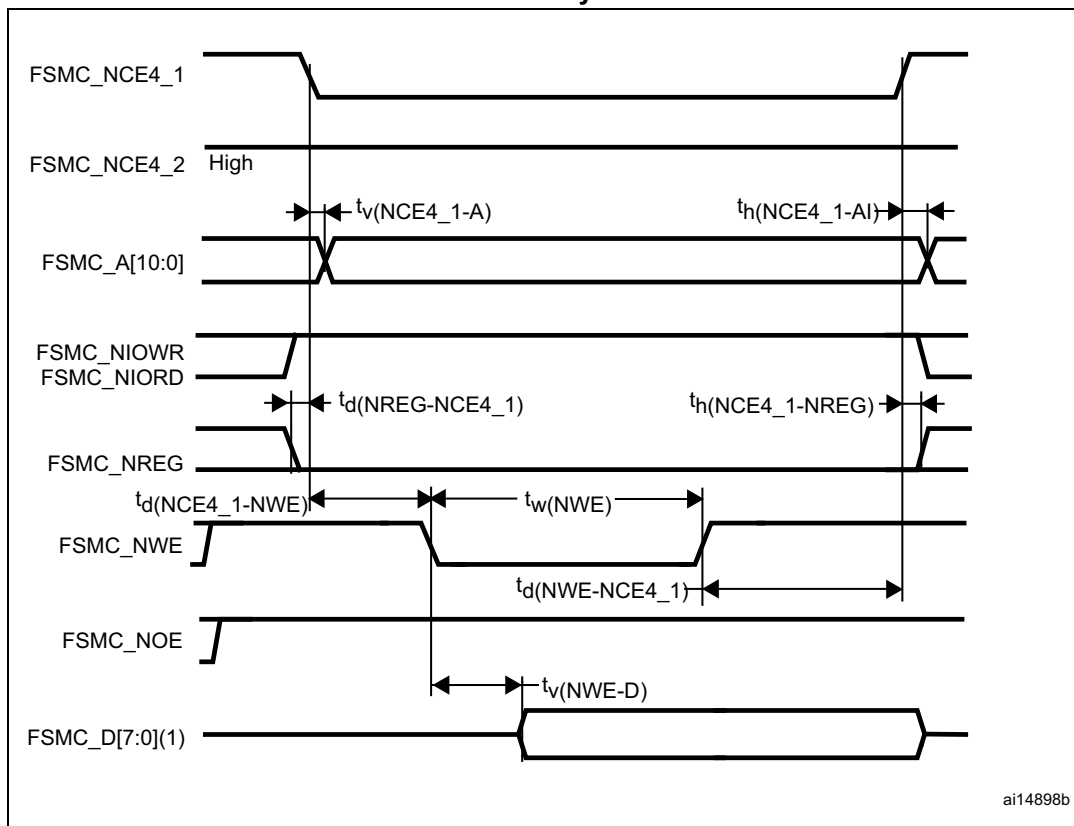 FSMC_NCE4_1
FSMC_NCE4_2 High
tv(NCE4_1-A) th(NCE4_1-AI)
FSMC_A[10:0]
FSMC_NIOWR
FSMC_NIORD
td(NREG-NCE4_1) th(NCE4_1-NREG)
FSMC_NREG
td(NCE4_1-NWE) tw(NWE)
FSMC_NWE
td(NWE-NCE4_1)
FSMC_NOE
tv(NWE-D)
FSMC_D[7:0](1)
ai14898b